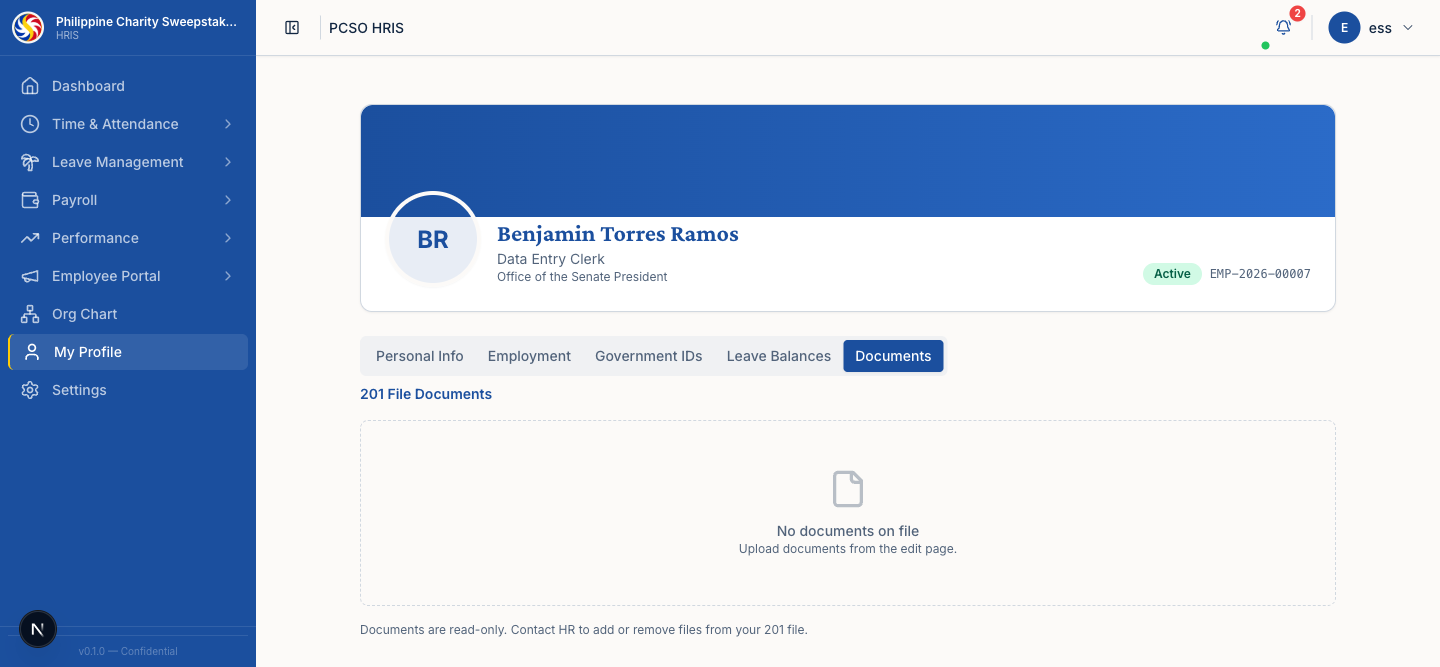 Philippine Charity Sweepstak...
HRIS
PCSO HRIS
2
E
ess
Dashboard
Time & Attendance
Leave Management
Payroll
Performance
Employee Portal
Org Chart
My Profile
Settings
N
v0.1.0 — Confidential
BR
Benjamin Torres Ramos
Data Entry Clerk
Office of the Senate President
Active
EMP-2026-00007
Personal Info
Employment
Government IDs
Leave Balances
Documents
201 File Documents
No documents on file
Upload documents from the edit page.
Documents are read-only. Contact HR to add or remove files from your 201 file.